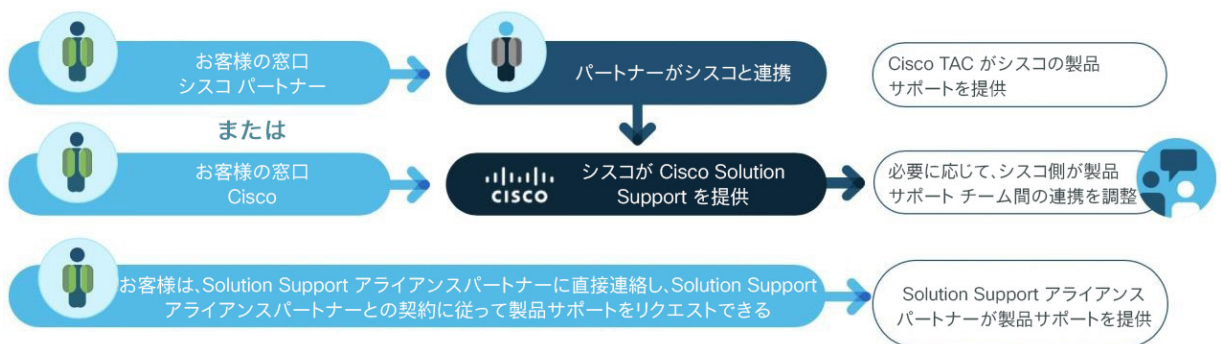 お客様の窓口
シスコ パートナー
パートナーがシスコと連携
Cisco TAC がシスコの製品
サポートを提供
または
お客様の窓口
Cisco
CISCO
シスコが Cisco Solution
Support を提供
必要に応じて、シスコ側が製品
サポート チーム間の連携を調整
お客様は、Solution Support アライアンスパートナーに直接連絡し、Solution Support
アライアンスパートナーとの契約に従って製品サポートをリクエストできる
Solution Support アライアンス
パートナーが製品サポートを提供